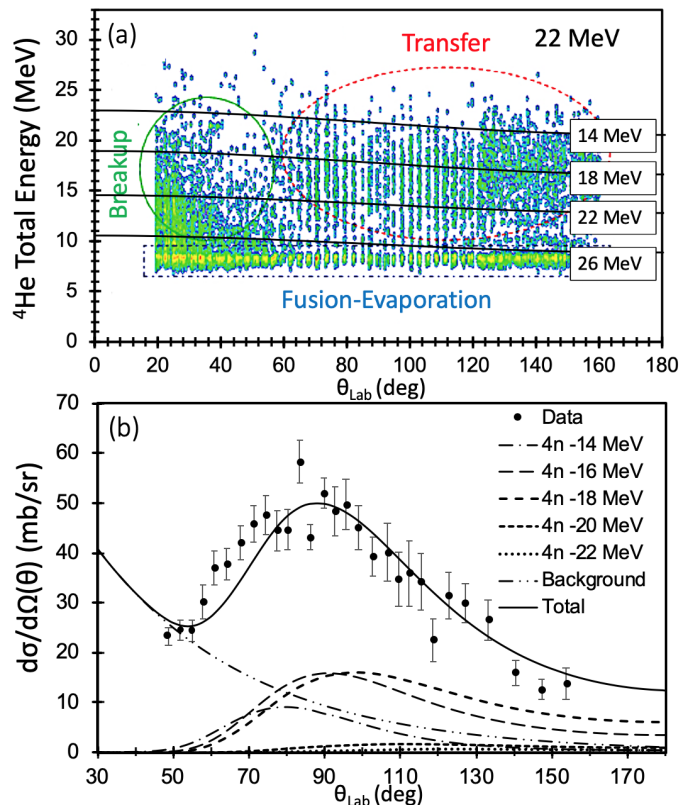 (a)
Transfer
22 MeV
Breakup
14 MeV
18 MeV
22 MeV
26 MeV
Fusion-Evaporation
⁴He Total Energy (MeV)
30
25
20
15
10
5
0
0 20 40 60 80 100 120 140 160 180
θLab (deg)
(b)
Data
4n -14 MeV
4n -16 MeV
4n -18 MeV
4n -20 MeV
4n -22 MeV
Background
Total
dσ/dΩ(θ) (mb/sr)
70
60
50
40
30
20
10
0
30 50 70 90 110 130 150 170
θLab (deg)